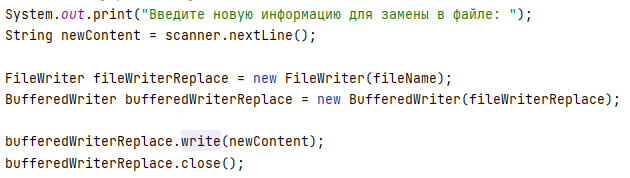 System.out.print("Введите новую информацию для замены в файле: ");
String newContent = scanner.nextLine();
FileWriter fileWriterReplace = new FileWriter(fileName);
BufferedWriter bufferedWriterReplace = new BufferedWriter(fileWriterReplace);
bufferedWriterReplace.write(newContent);
bufferedWriterReplace.close();